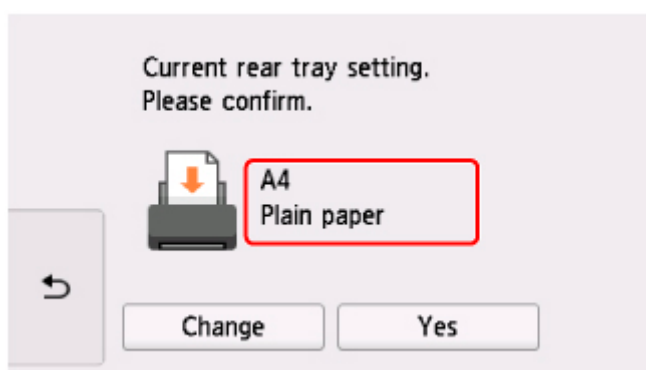 Current rear tray setting.
Please confirm.
A4
Plain paper
Change
Yes